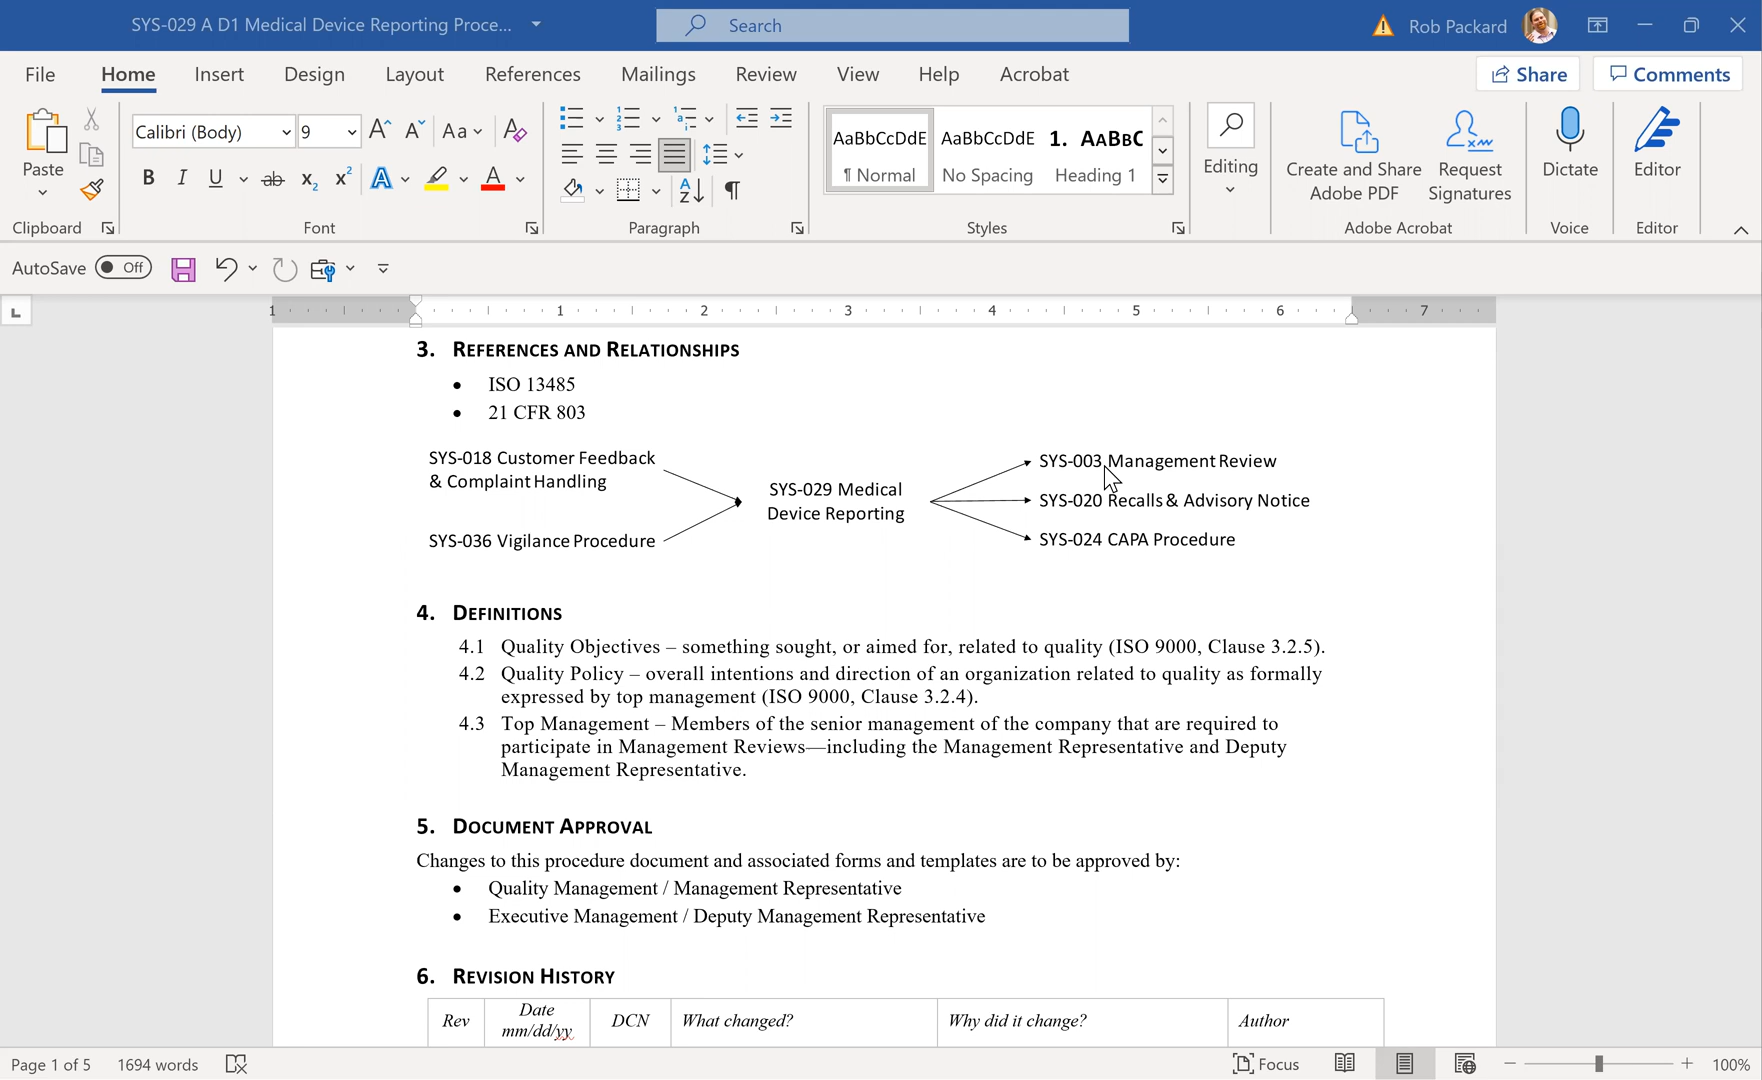 SYS-029 A D1 Medical Device Reporting Proce...
Search
Rob Packard
File
Home
Insert
Design
Layout
References
Mailings
Review
View
Help
Acrobat
Share
Comments
Paste
Clipboard
Calibri (Body)
9
Aa
Font
Paragraph
AaBbCcDdE
¶ Normal
AaBbCcDdE
No Spacing
1. AABBC
Heading 1
Styles
Editing
Create and Share
Adobe PDF
Request
Signatures
Adobe Acrobat
Dictate
Voice
Editor
Editor
AutoSave
Off
1 1 2 3 4 5 6 7
3. REFERENCES AND RELATIONSHIPS
• ISO 13485
• 21 CFR 803
SYS-018 Customer Feedback
& Complaint Handling
SYS-036 Vigilance Procedure
SYS-029 Medical
Device Reporting
SYS-003 Management Review
SYS-020 Recalls & Advisory Notice
SYS-024 CAPA Procedure
4. DEFINITIONS
4.1 Quality Objectives – something sought, or aimed for, related to quality (ISO 9000, Clause 3.2.5).
4.2 Quality Policy – overall intentions and direction of an organization related to quality as formally
expressed by top management (ISO 9000, Clause 3.2.4).
4.3 Top Management – Members of the senior management of the company that are required to
participate in Management Reviews—including the Management Representative and Deputy
Management Representative.
5. DOCUMENT APPROVAL
Changes to this procedure document and associated forms and templates are to be approved by:
• Quality Management / Management Representative
• Executive Management / Deputy Management Representative
6. REVISION HISTORY
Rev
Date
mm/dd/yy
DCN
What changed?
Why did it change?
Author
Page 1 of 5
1694 words
Focus
100%